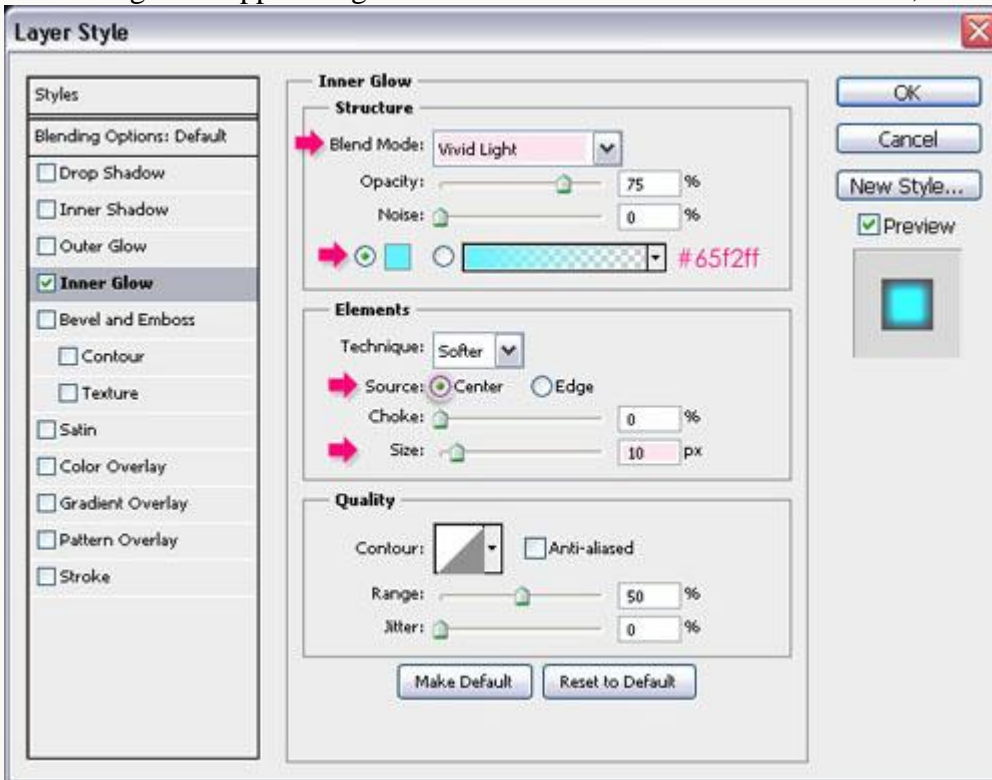 Layer Style
Styles
Blending Options: Default
Drop Shadow
Inner Shadow
Outer Glow
Inner Glow
Bevel and Emboss
Contour
Texture
Satin
Color Overlay
Gradient Overlay
Pattern Overlay
Stroke
Inner Glow
Structure
Blend Mode: Vivid Light
Opacity: 75 %
Noise: 0 %
#65f2ff
Elements
Technique: Softer
Source: Center Edge
Choke: 0 %
Size: 10 px
Quality
Contour: Anti-aliased
Range: 50 %
Jitter: 0 %
Make Default Reset to Default
OK
Cancel
New Style...
Preview